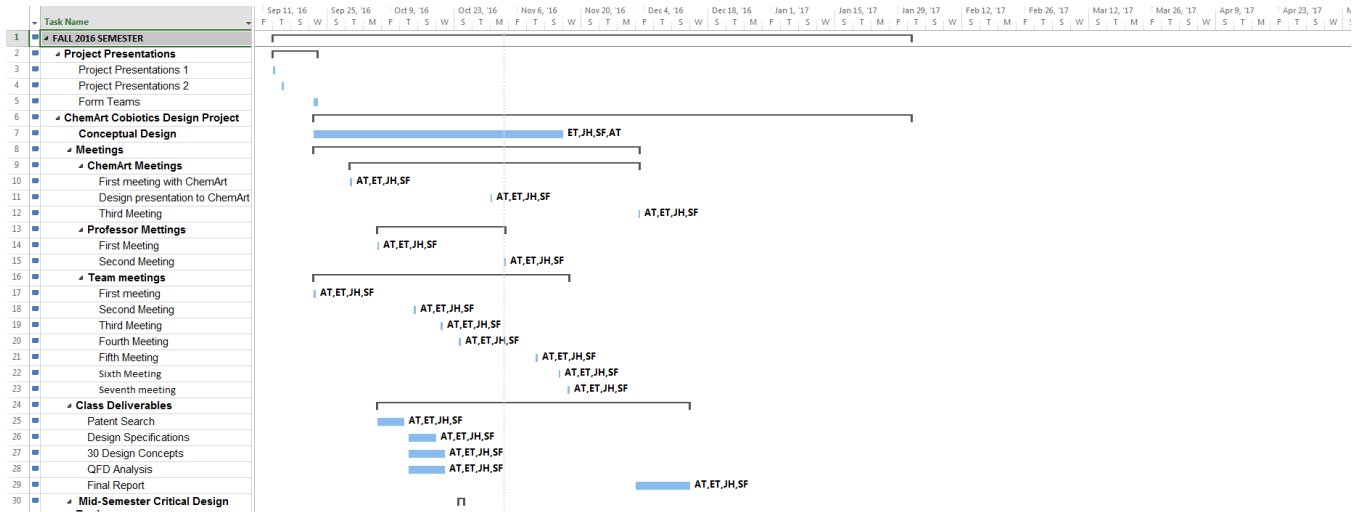 Sep 11, '16 Sep 25, '16 Oct 9, '16 Oct 23, '16 Nov 6, '16 Nov 20, '16 Dec 4, '16 Dec 18, '16 Jan 1, '17 Jan 15, '17 Jan 29, '17 Feb 12, '17 Feb 26, '17 Mar 12, '17 Mar 26, '17 Apr 9, '17 Apr 23, '17
Task Name F T S W S T M F T S W S T M F T S W S T M F T S W S T M F T S W S T M F T S W S T M F T S W S T M F T S W S T M F T S W
1 FALL 2016 SEMESTER
2 Project Presentations
3 Project Presentations 1
4 Project Presentations 2
5 Form Teams
6 ChemArt Cobiotics Design Project
7 Conceptual Design ET,JH,SF,AT
8 Meetings
9 ChemArt Meetings
10 First meeting with ChemArt AT,ET,JH,SF
11 Design presentation to ChemArt AT,ET,JH,SF
12 Third Meeting AT,ET,JH,SF
13 Professor Mettings
14 First Meeting AT,ET,JH,SF
15 Second Meeting AT,ET,JH,SF
16 Team meetings
17 First meeting AT,ET,JH,SF
18 Second Meeting AT,ET,JH,SF
19 Third Meeting AT,ET,JH,SF
20 Fourth Meeting AT,ET,JH,SF
21 Fifth Meeting AT,ET,JH,SF
22 Sixth Meeting AT,ET,JH,SF
23 Seventh meeting AT,ET,JH,SF
24 Class Deliverables
25 Patent Search AT,ET,JH,SF
26 Design Specifications AT,ET,JH,SF
27 30 Design Concepts AT,ET,JH,SF
28 QFD Analysis AT,ET,JH,SF
29 Final Report AT,ET,JH,SF
30 Mid-Semester Critical Design